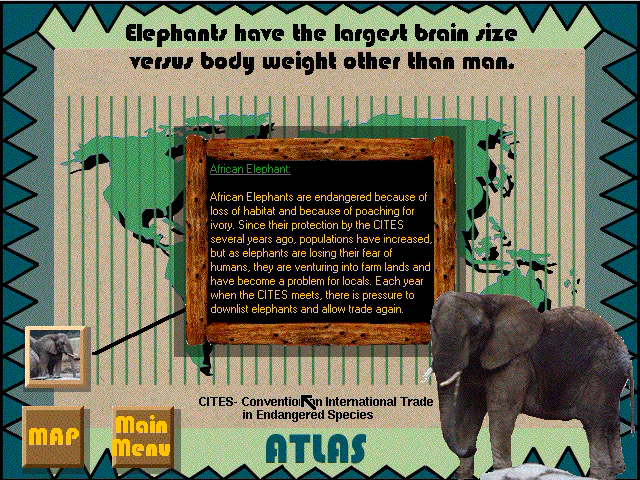 Elephants have the largest brain size
versus body weight other than man.
African Elephant:
African Elephants are endangered because of
loss of habitat and because of poaching for
ivory. Since their protection by the CITES
several years ago, populations have increased,
but as elephants are losing their fear of
humans, they are venturing into farm lands and
have become a problem for locals. Each year
when the CITES meets, there is pressure to
downlist elephants and allow trade again.
CITES- Convention on International Trade
in Endangered Species
MAP
Main
Menu
ATLAS